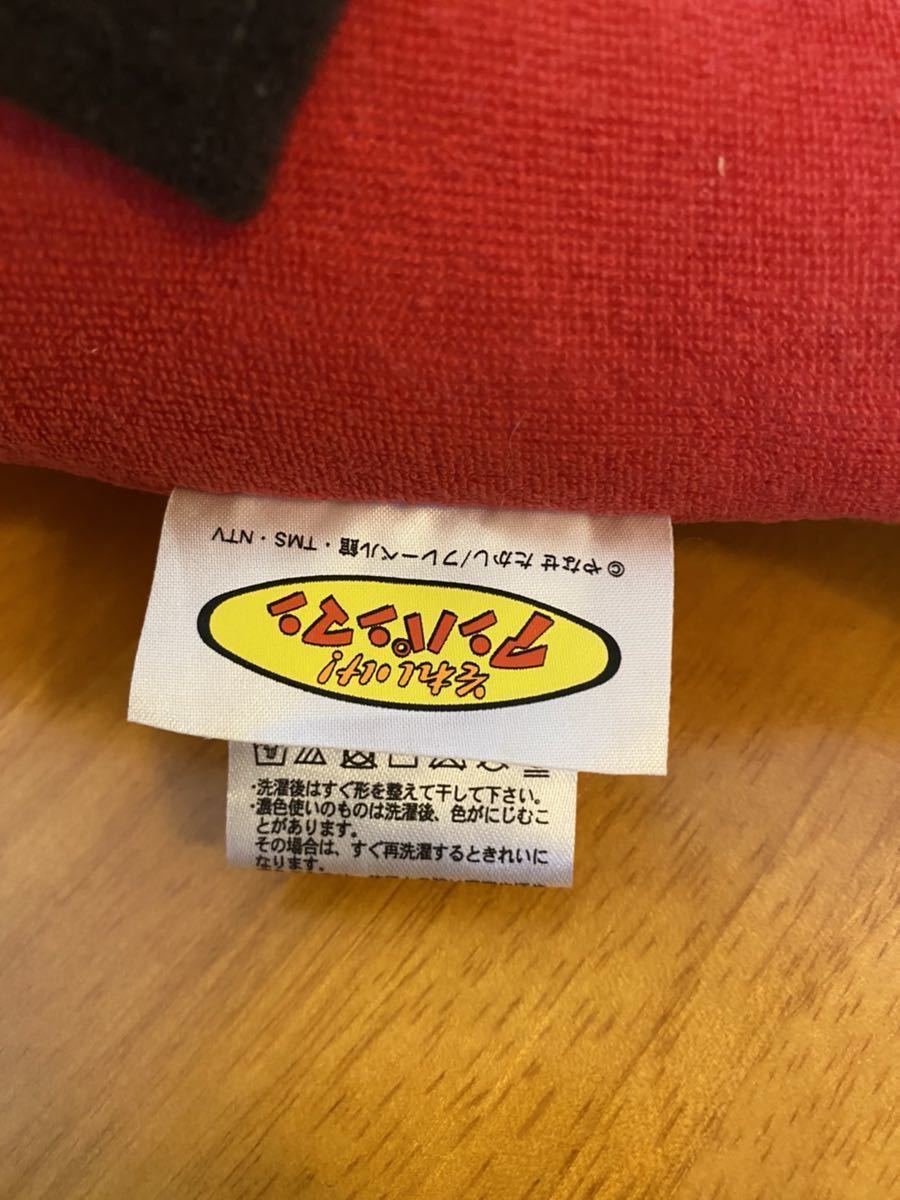 それいけ!
アンパンマン
© やなせたかし/フレーベル館・TMS・NTV
・洗濯後はすぐ形を整えて干して下さい。
・濃色使いのものは洗濯後、色がにじむこ
とがあります。
その場合は、すぐ再洗濯するときれいに
なります。